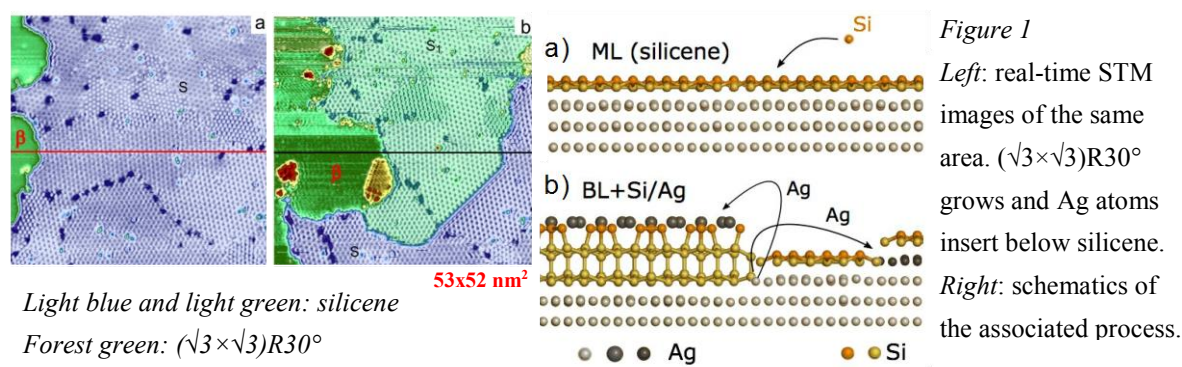 a
S
β
b
S₁
β
S
53x52 nm²
Light blue and light green: silicene
Forest green: (√3×√3)R30°
a) ML (silicene)
Si
b) BL+Si/Ag
Ag
Ag
Ag
Si
Figure 1
Left: real-time STM
images of the same
area. (√3×√3)R30°
grows and Ag atoms
insert below silicene.
Right: schematics of
the associated process.